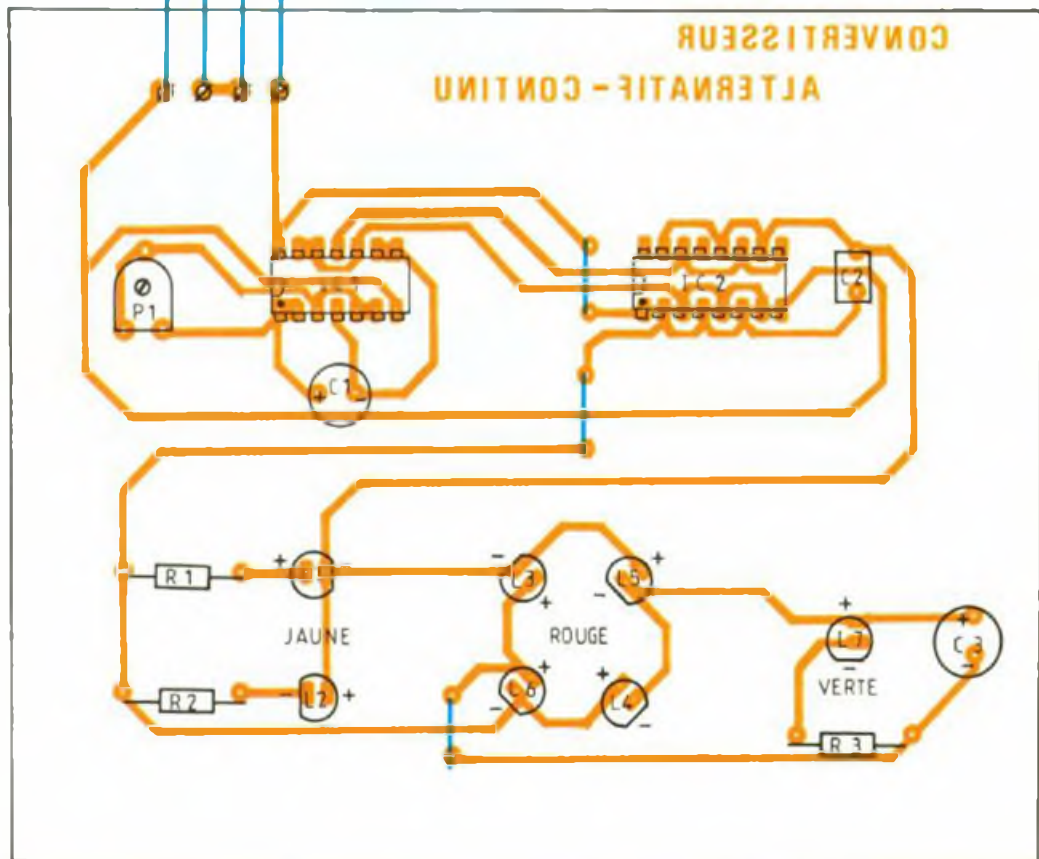 CONVERTISSEUR
ALTERNATIF - CONTINU
P1
IC2
C2
+ C1 -
R1
+
JAUNE
R2
- L2 +
-
L3
+
ROUGE
L5
+
-
L6
+
-
L4
+
-
+
L7
-
VERTE
+
C3
-
R3